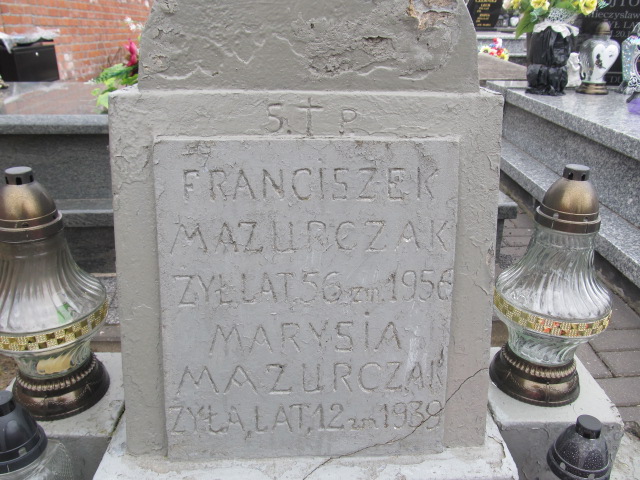 Ś.†P.
FRANCISZEK
MAZURCZAK
ŻYŁ.LAT,56 zm.1956
MARYSIA
MAZURCZAK
ŻYŁA,LAT,12 zm 1939